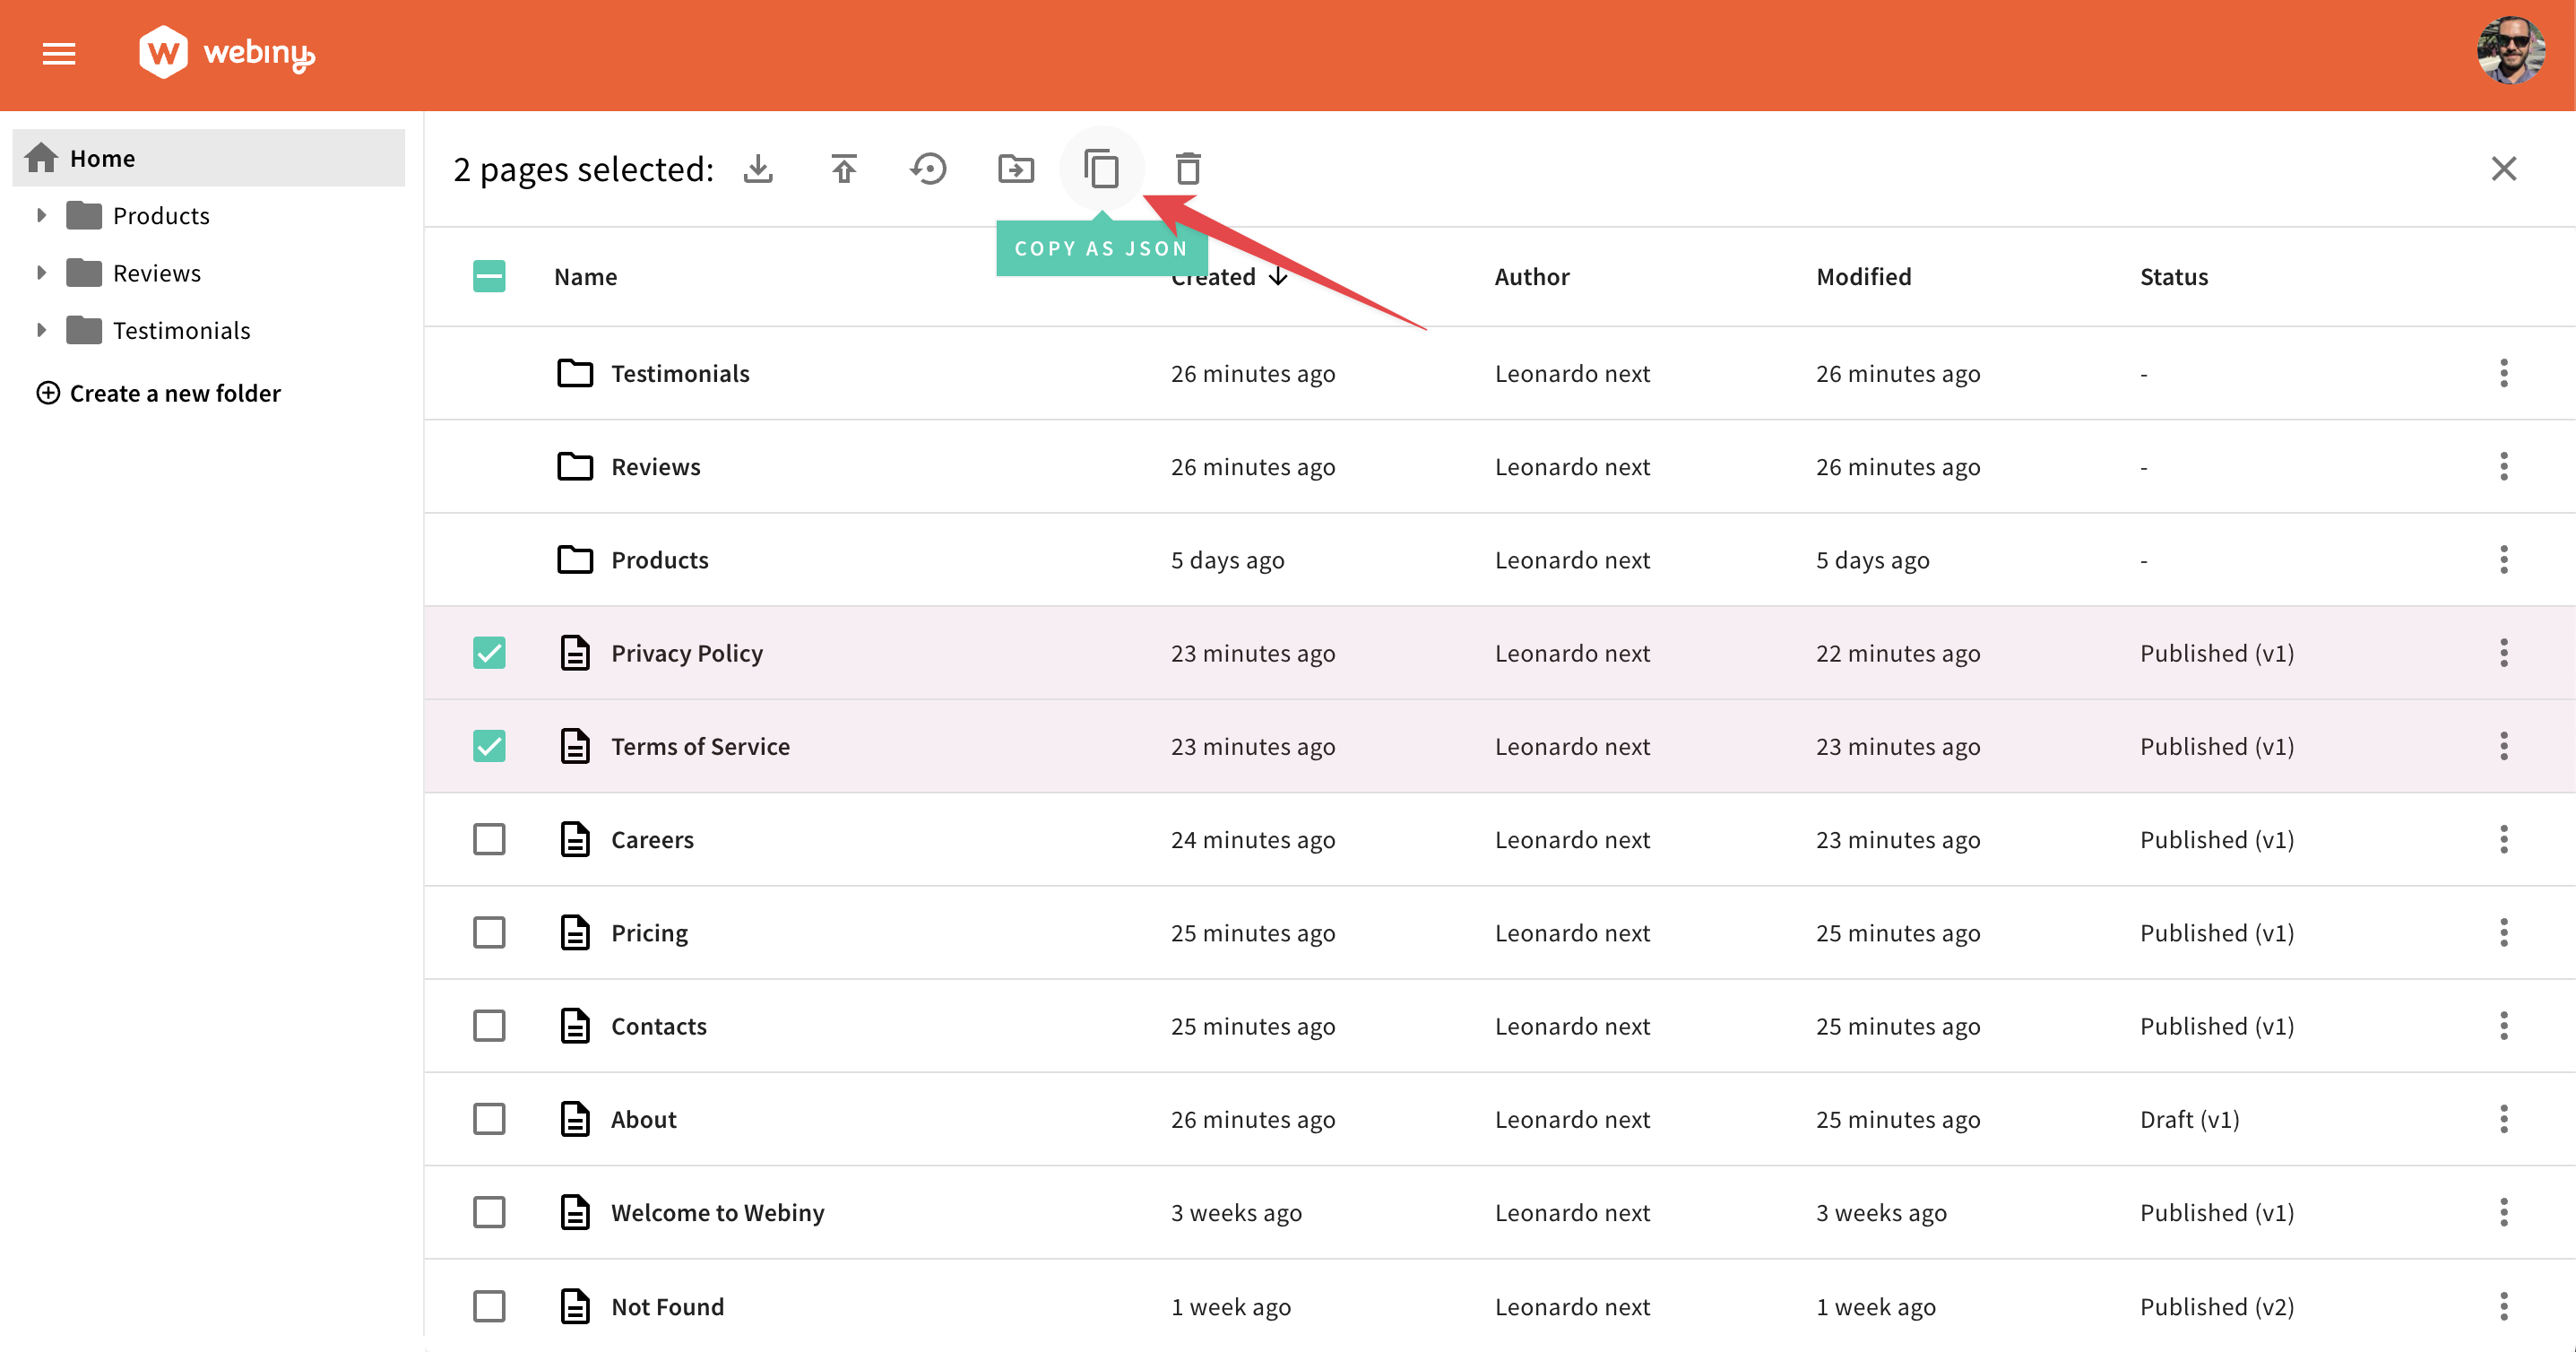 webiny
Home
Products
Reviews
Testimonials
Create a new folder
2 pages selected:
COPY AS JSON
Name Created Author Modified Status
Testimonials 26 minutes ago Leonardo next 26 minutes ago -
Reviews 26 minutes ago Leonardo next 26 minutes ago -
Products 5 days ago Leonardo next 5 days ago -
Privacy Policy 23 minutes ago Leonardo next 22 minutes ago Published (v1)
Terms of Service 23 minutes ago Leonardo next 23 minutes ago Published (v1)
Careers 24 minutes ago Leonardo next 23 minutes ago Published (v1)
Pricing 25 minutes ago Leonardo next 25 minutes ago Published (v1)
Contacts 25 minutes ago Leonardo next 25 minutes ago Published (v1)
About 26 minutes ago Leonardo next 25 minutes ago Draft (v1)
Welcome to Webiny 3 weeks ago Leonardo next 3 weeks ago Published (v1)
Not Found 1 week ago Leonardo next 1 week ago Published (v2)